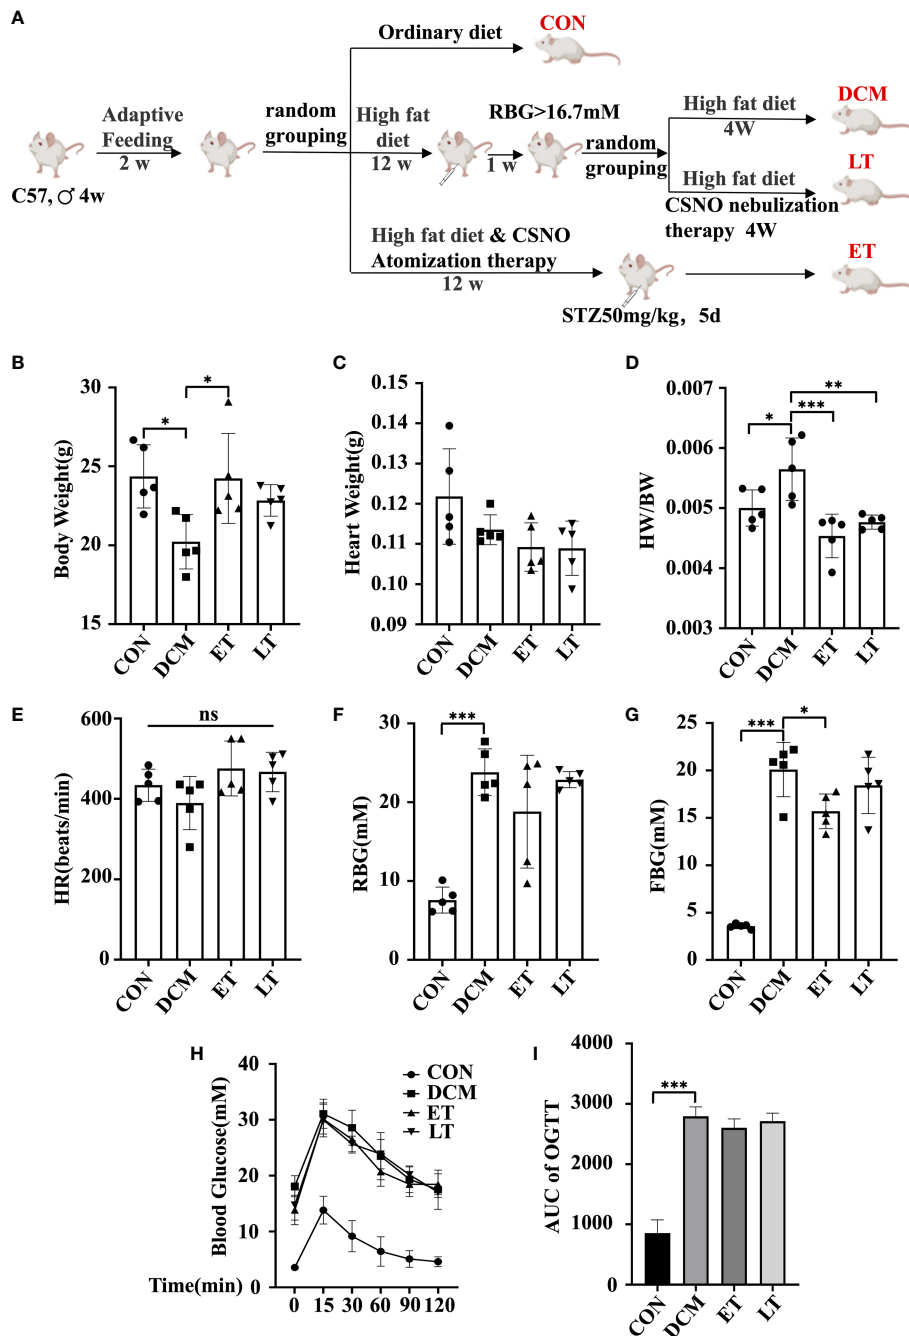 A
Ordinary diet
CON
Adaptive
Feeding
2 w
random
grouping
High fat
diet
12 w
RBG>16.7mM
1 w
random
grouping
High fat diet
4W
DCM
High fat diet
CSNO nebulization
therapy 4W
LT
C57, ♂ 4w
High fat diet & CSNO
Atomization therapy
12 w
STZ50mg/kg, 5d
ET
B
Body Weight(g)
30
25
20
15
*
*
CON
DCM
ET
LT
C
Heart Weight(g)
0.15
0.13
0.12
0.11
0.10
0.09
CON
DCM
ET
LT
D
HW/BW
0.007
0.006
0.005
0.004
0.003
*
***
**
CON
DCM
ET
LT
E
HR(beats/min)
600
400
200
0
ns
CON
DCM
ET
LT
F
RBG(mM)
30
20
10
0
***
CON
DCM
ET
LT
G
FBG(mM)
25
20
15
10
5
0
***
*
CON
DCM
ET
LT
H
Blood Glucose(mM)
40
30
20
10
0
CON
DCM
ET
LT
Time(min)
0 15 30 60 90 120
I
AUC of OGTT
4000
3000
2000
1000
0
***
CON
DCM
ET
LT